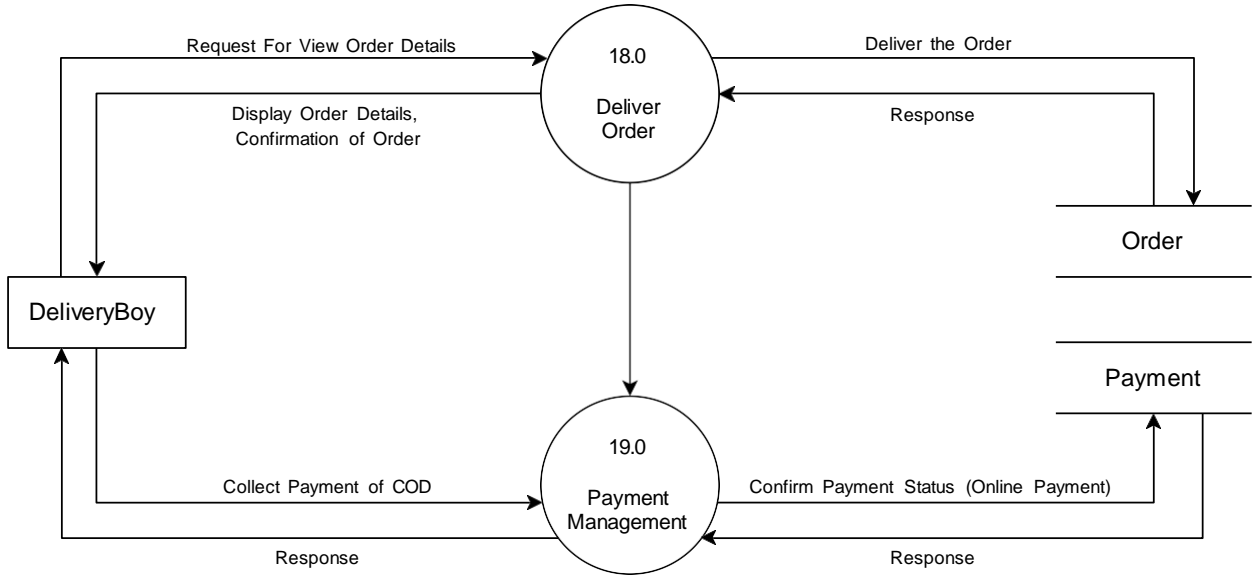 Request For View Order Details
18.0
Deliver the Order
Display Order Details,
Confirmation of Order
Deliver
Order
Response
Order
DeliveryBoy
Payment
19.0
Collect Payment of COD
Payment
Management
Confirm Payment Status (Online Payment)
Response
Response